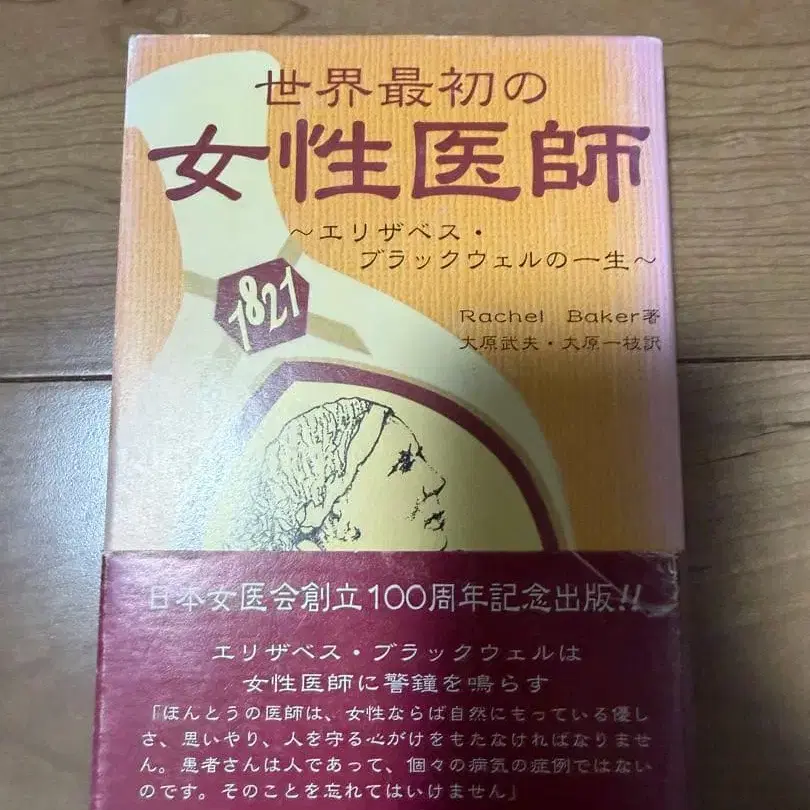 世界最初の
女性医師
～エリザベス・
ブラックウェルの一生～
1821
Rachel Baker著
大原武夫・大原一枝訳
日本女医会創立100周年記念出版!!
エリザベス・ブラックウェルは
女性医師に警鐘を鳴らす
「ほんとうの医師は、女性ならば自然にもっている優し
さ、思いやり、人を守る心がけをもたなければなりませ
ん。患者さんは人であって、個々の病気の症例ではない
のです。そのことを忘れてはいけません」